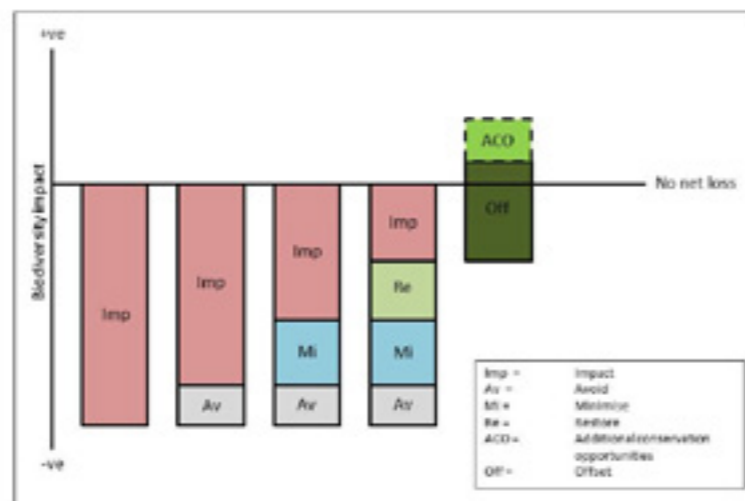 +ve
Biodiversity impact
-ve
No net loss
Imp
Imp
Av
Imp
Mi
Av
Imp
Re
Mi
Av
ACO
Off
Imp = Impact
Av = Avoid
Mi = Minimise
Re = Restore
ACO = Additional conservation
opportunities
Off = Offset